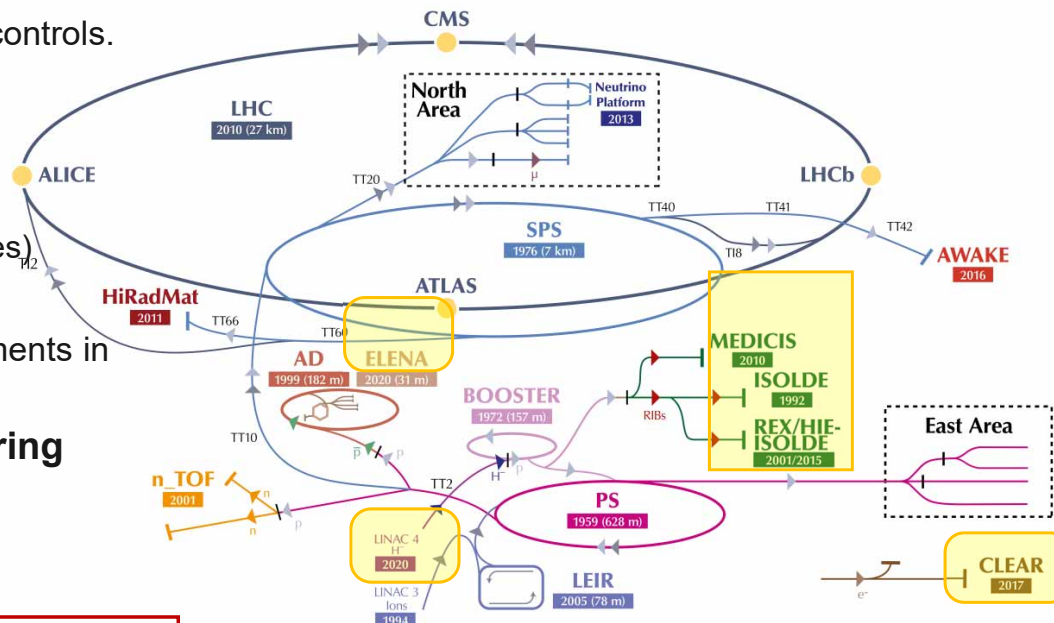 controls.
es)
ments in
ring
CMS
North
Area
Neutrino
Platform
2013
LHC
2010 (27 km)
μ
ALICE
LHCb
TT20
TT40
TT41
TT42
SPS
1976 (7 km)
TI8
TI2
AWAKE
2016
ATLAS
HiRadMat
2011
TT66
TT60
AD
1999 (182 m)
ELENA
2020 (31 m)
MEDICIS
2010
ISOLDE
1992
RIBs
REX/HIE-
ISOLDE
2001/2015
BOOSTER
1972 (157 m)
East Area
TT10
p̅
p
H⁻
p
TT2
n_TOF
2001
n
n
p
PS
1959 (628 m)
LINAC 4
H⁻
2020
LINAC 3
Ions
1994
LEIR
2005 (78 m)
e⁻
CLEAR
2017